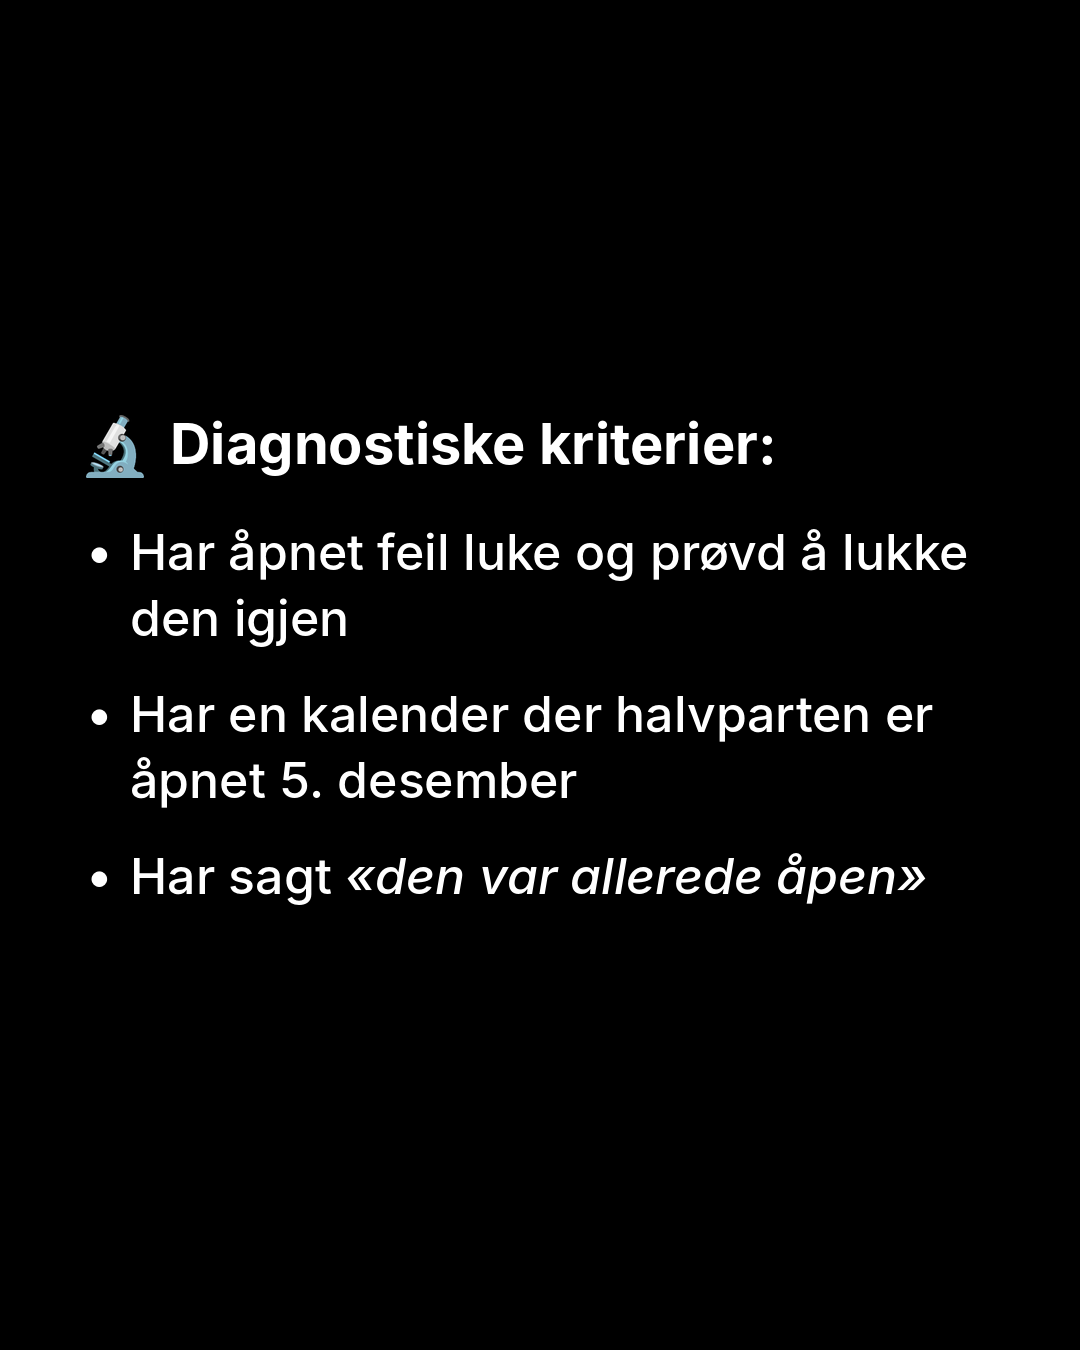 🔬 Diagnostiske kriterier:
• Har åpnet feil luke og prøvd å lukke
den igjen
• Har en kalender der halvparten er
åpnet 5. desember
• Har sagt «den var allerede åpen»